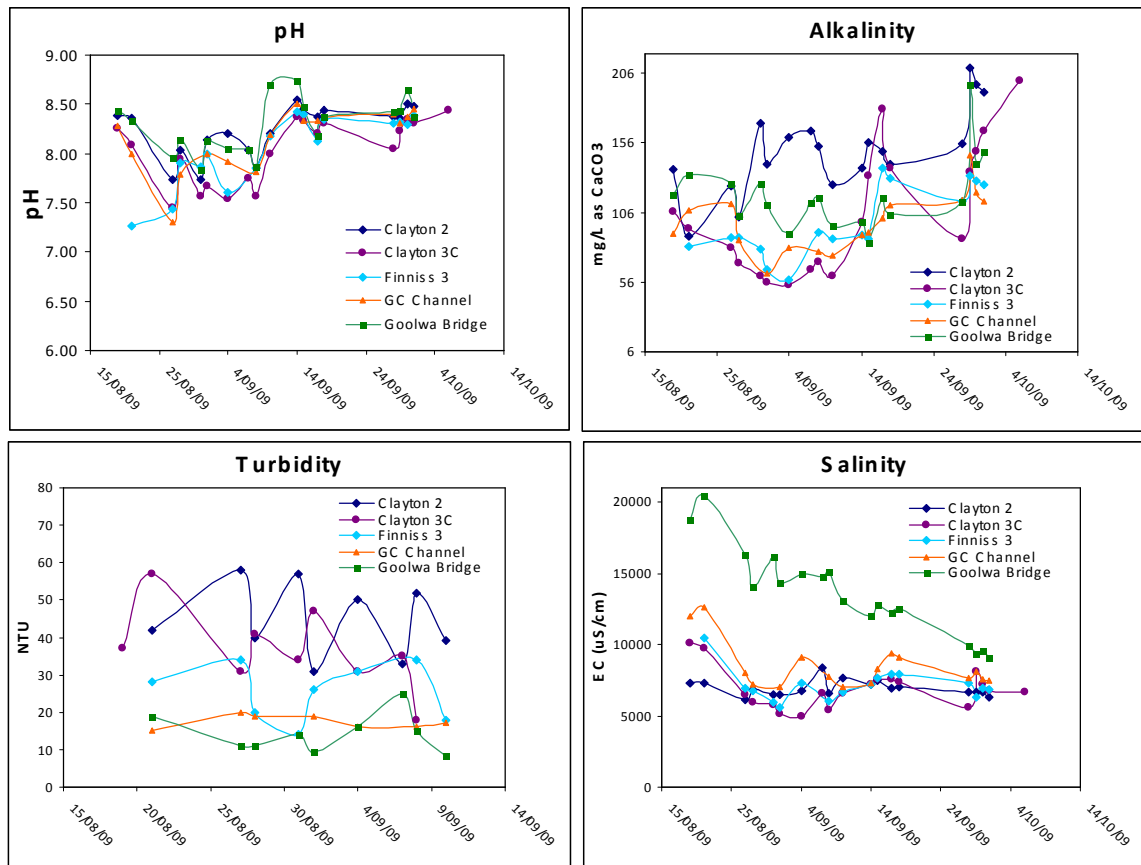 pH
9.00
8.50
8.00
7.50
7.00
6.50
6.00
pH
Clayton 2
Clayton 3C
Finniss 3
GC Channel
Goolwa Bridge
15/08/09
25/08/09
4/09/09
14/09/09
24/09/09
4/10/09
14/10/09
Alkalinity
206
156
106
56
6
mg/L as CaCO3
Clayton 2
Clayton 3C
Finniss 3
GC Channel
Goolwa Bridge
15/08/09
25/08/09
4/09/09
14/09/09
24/09/09
4/10/09
14/10/09
Turbidity
80
70
60
50
40
30
20
10
0
NTU
Clayton 2
Clayton 3C
Finniss 3
GC Channel
Goolwa Bridge
15/08/09
20/08/09
25/08/09
30/08/09
4/09/09
9/09/09
14/09/09
Salinity
20000
15000
10000
5000
0
EC (uS/cm)
Clayton 2
Clayton 3C
Finniss 3
GC Channel
Goolwa Bridge
15/08/09
25/08/09
4/09/09
14/09/09
24/09/09
4/10/09
14/10/09